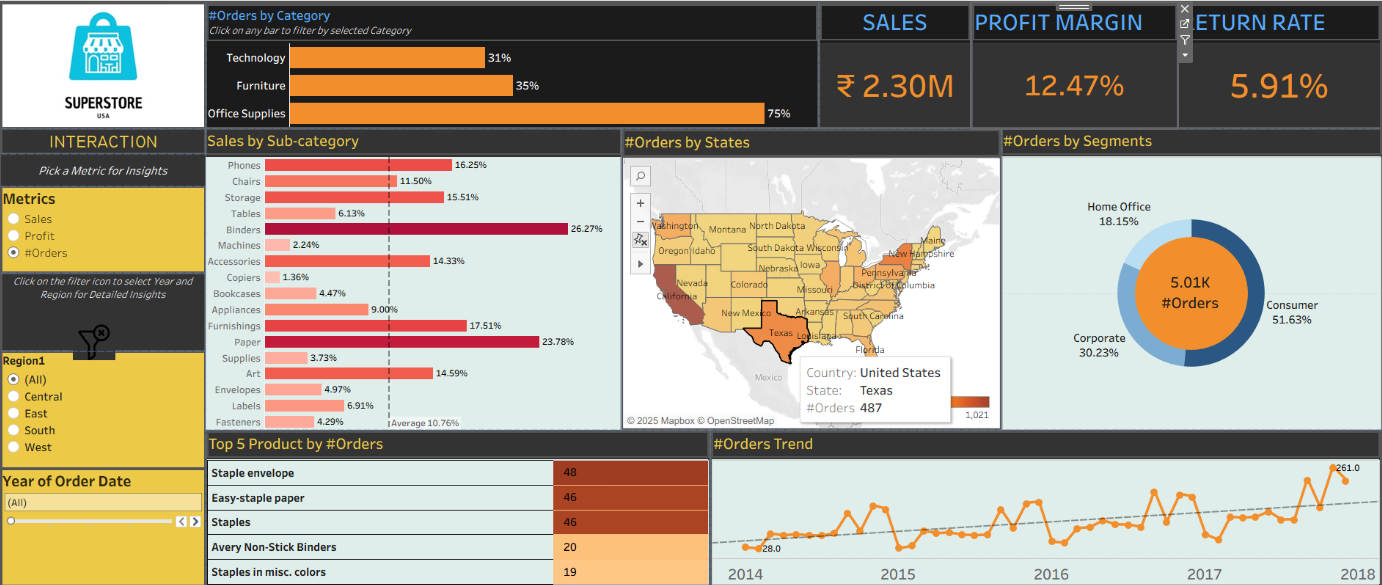 SUPERSTORE
USA
#Orders by Category
Click on any bar to filter by selected Category
Technology
31%
Furniture
35%
Office Supplies
75%
SALES
₹ 2.30M
PROFIT MARGIN
12.47%
ETURN RATE
5.91%
INTERACTION
Pick a Metric for Insights
Metrics
Sales
Profit
#Orders
Click on the filter icon to select Year and
Region for Detailed Insights
Region1
(All)
Central
East
South
West
Year of Order Date
(All)
Sales by Sub-category
Phones
16.25%
Chairs
11.50%
Storage
15.51%
Tables
6.13%
Binders
26.27%
Machines
2.24%
Accessories
14.33%
Copiers
1.36%
Bookcases
4.47%
Appliances
9.00%
Furnishings
17.51%
Paper
23.78%
Supplies
3.73%
Art
14.59%
Envelopes
4.97%
Labels
6.91%
Fasteners
4.29%
Average 10.76%
#Orders by States
Washington
Montana
North Dakota
Maine
Oregon
Idaho
South Dakota
Wisconsin
New Hampshire
Nebraska
Iowa
Pennsylvania
Nevada
Colorado
Missouri
District of Columbia
California
New Mexico
Arkansas
South Carolina
Texas
Louisiana
Florida
Mexico
Country: United States
State: Texas
#Orders 487
1,021
© 2025 Mapbox © OpenStreetMap
#Orders by Segments
Home Office
18.15%
5.01K
#Orders
Consumer
51.63%
Corporate
30.23%
Top 5 Product by #Orders
Staple envelope
48
Easy-staple paper
46
Staples
46
Avery Non-Stick Binders
20
Staples in misc. colors
19
#Orders Trend
261.0
28.0
2014
2015
2016
2017
2018